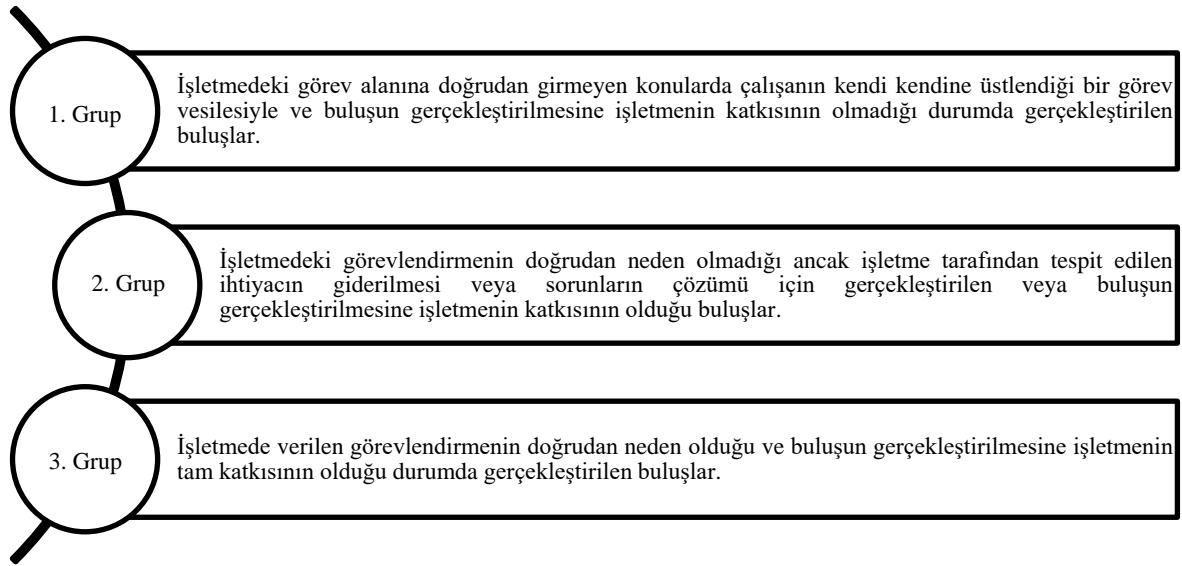 1. Grup
İşletmedeki görev alanına doğrudan girmeyen konularda çalışanın kendi kendine üstlendiği bir görev
vesilesiyle ve buluşun gerçekleştirilmesine işletmenin katkısının olmadığı durumda gerçekleştirilen
buluşlar.
2. Grup
İşletmedeki görevlendirmenin doğrudan neden olmadığı ancak işletme tarafından tespit edilen
ihtiyacın giderilmesi veya sorunların çözümü için gerçekleştirilen veya buluşun
gerçekleştirilmesine işletmenin katkısının olduğu buluşlar.
3. Grup
İşletmede verilen görevlendirmenin doğrudan neden olduğu ve buluşun gerçekleştirilmesine işletmenin
tam katkısının olduğu durumda gerçekleştirilen buluşlar.